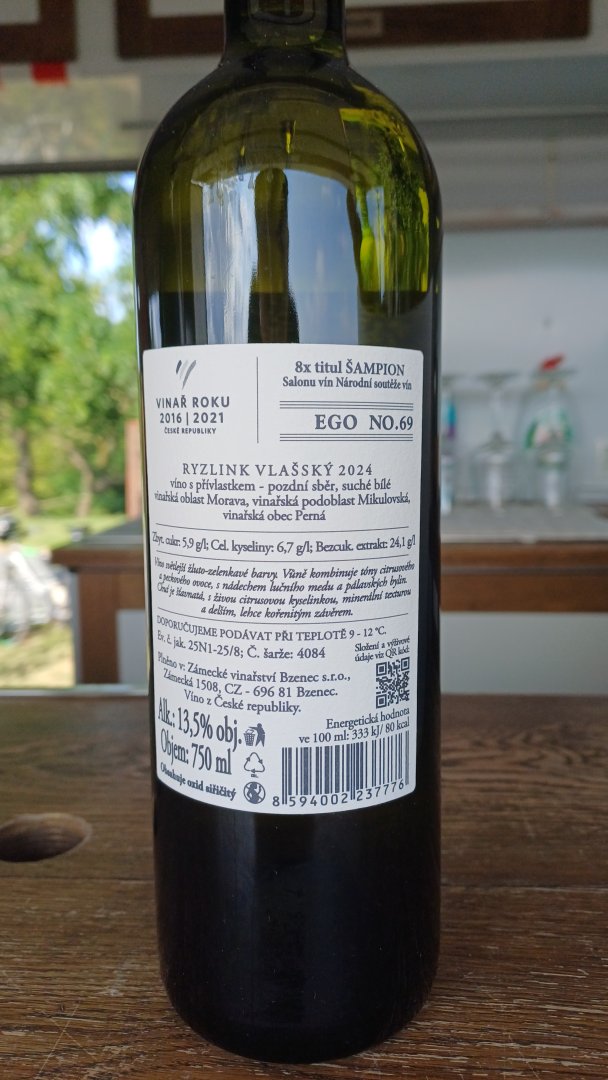 VINAŘ ROKU
2016 | 2021
ČESKÉ REPUBLIKY
8x titul ŠAMPION
Salonu vín Národní soutěže vín
EGO NO.69
RYZLINK VLAŠSKÝ 2024
víno s přívlastkem - pozdní sběr, suché bílé
vinařská oblast Morava, vinařská podoblast Mikulovská,
vinařská obec Perná
Zbyt. cukr: 5,9 g/l; Cel. kyseliny: 6,7 g/l; Bezcuk. extrakt: 24,1 g/l
Víno světlejší žluto-zelenkavé barvy. Vůně kombinuje tóny citrusového
a peckového ovoce, s nádechem lučního medu a pálavských bylin.
Chuť je šťavnatá, s živou citrusovou kyselinkou, minerální texturou
a delším, lehce kořenitým závěrem.
DOPORUČUJEME PODÁVAT PŘI TEPLOTĚ 9 - 12 °C.
Ev. č. jak. 25N1-25/8; Č. šarže: 4084
Složení a výživové
údaje viz QR kód:
Plněno v: Zámecké vinařství Bzenec s.r.o.,
Zámecká 1508, CZ - 696 81 Bzenec.
Víno z České republiky.
Alk.: 13,5% obj.
Objem: 750 ml
Obsahuje oxid siřičitý
Energetická hodnota
ve 100 ml: 333 kJ/ 80 kcal
8 594002 237776